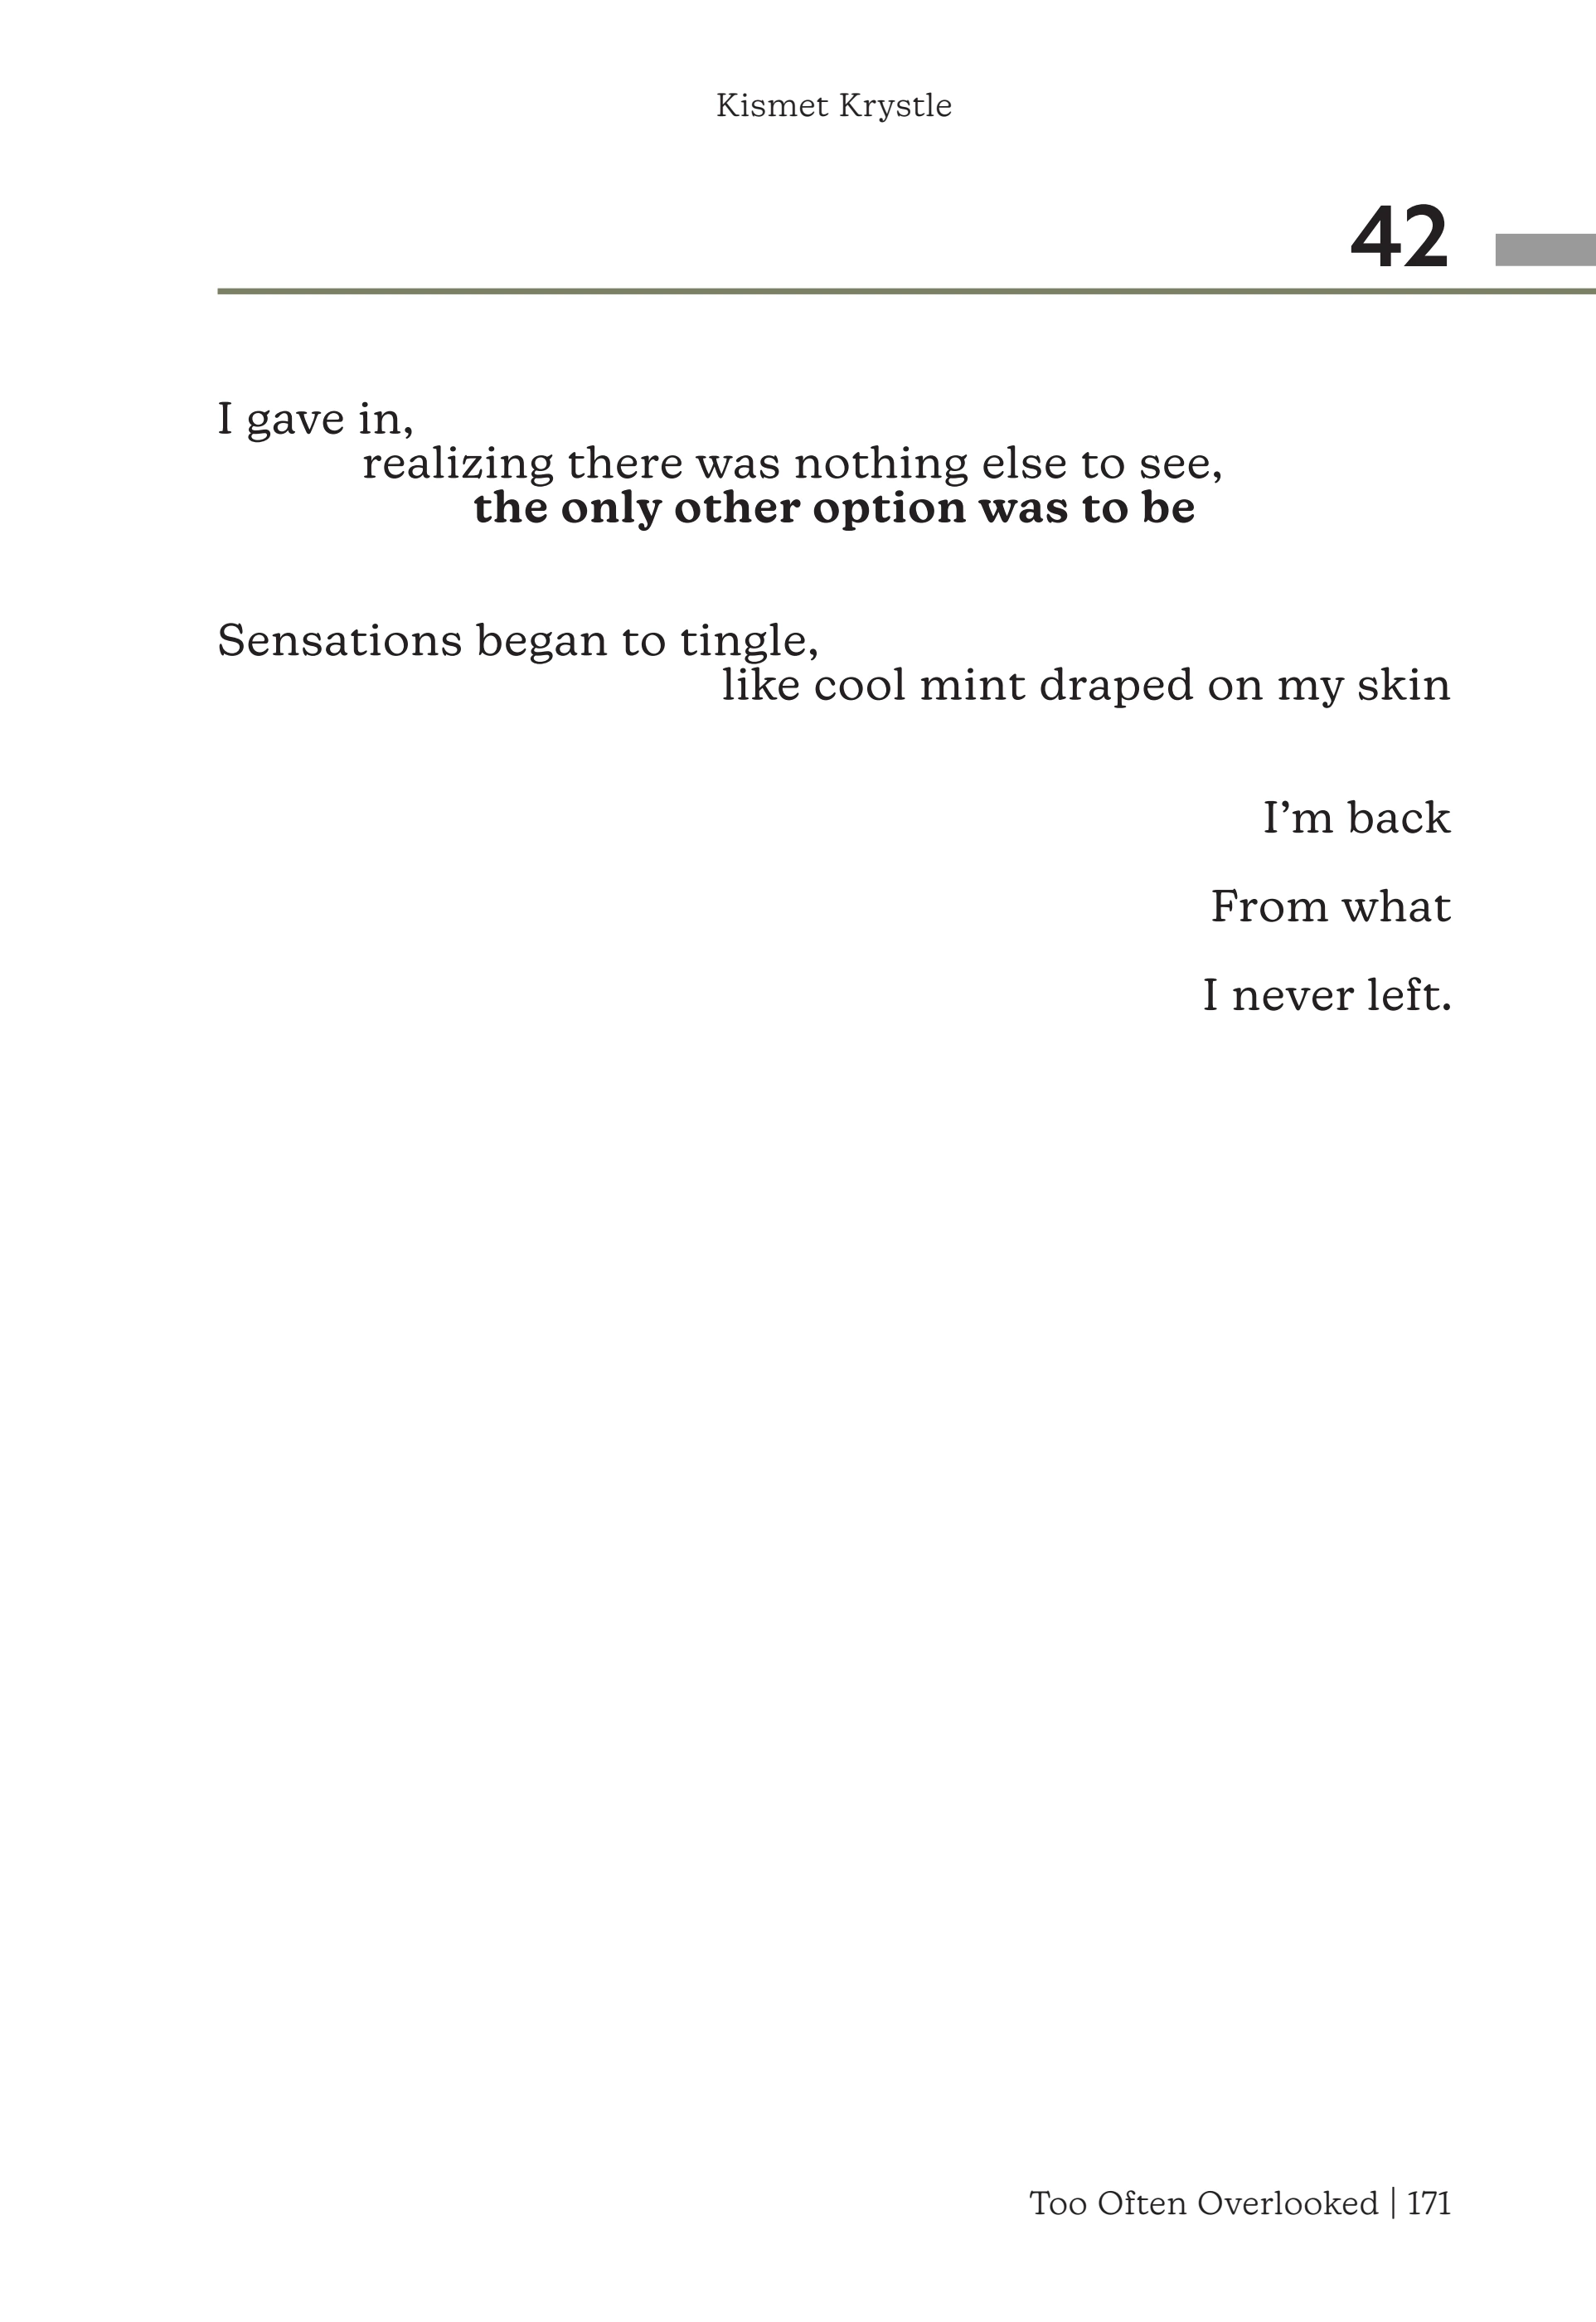 Kismet Krystle
42
I gave in,
realizing there was nothing else to see,
the only other option was to be
Sensations began to tingle,
like cool mint draped on my skin
I’m back
From what
I never left.
Too Often Overlooked | 171